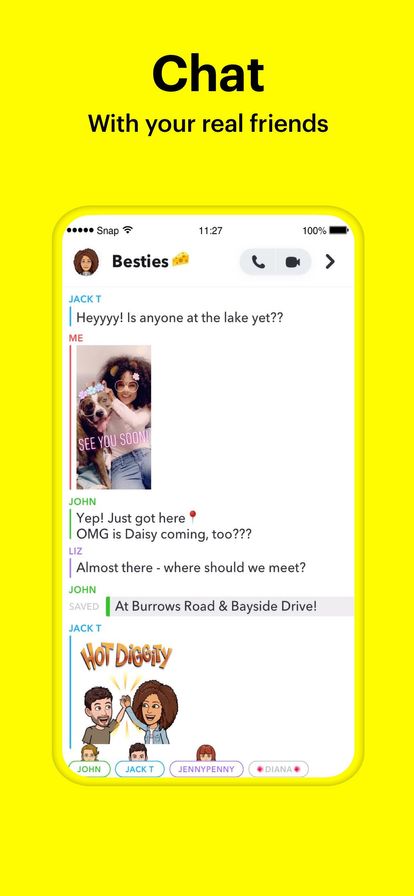 Chat
With your real friends
Snap 11:27 100%
Besties
JACK T
Heyyyy! Is anyone at the lake yet??
ME
SEE YOU SOON!
JOHN
Yep! Just got here
OMG is Daisy coming, too???
LIZ
Almost there - where should we meet?
JOHN
SAVED At Burrows Road & Bayside Drive!
JACK T
HOT DIGGITY
JOHN JACK T JENNYPENNY DIANA